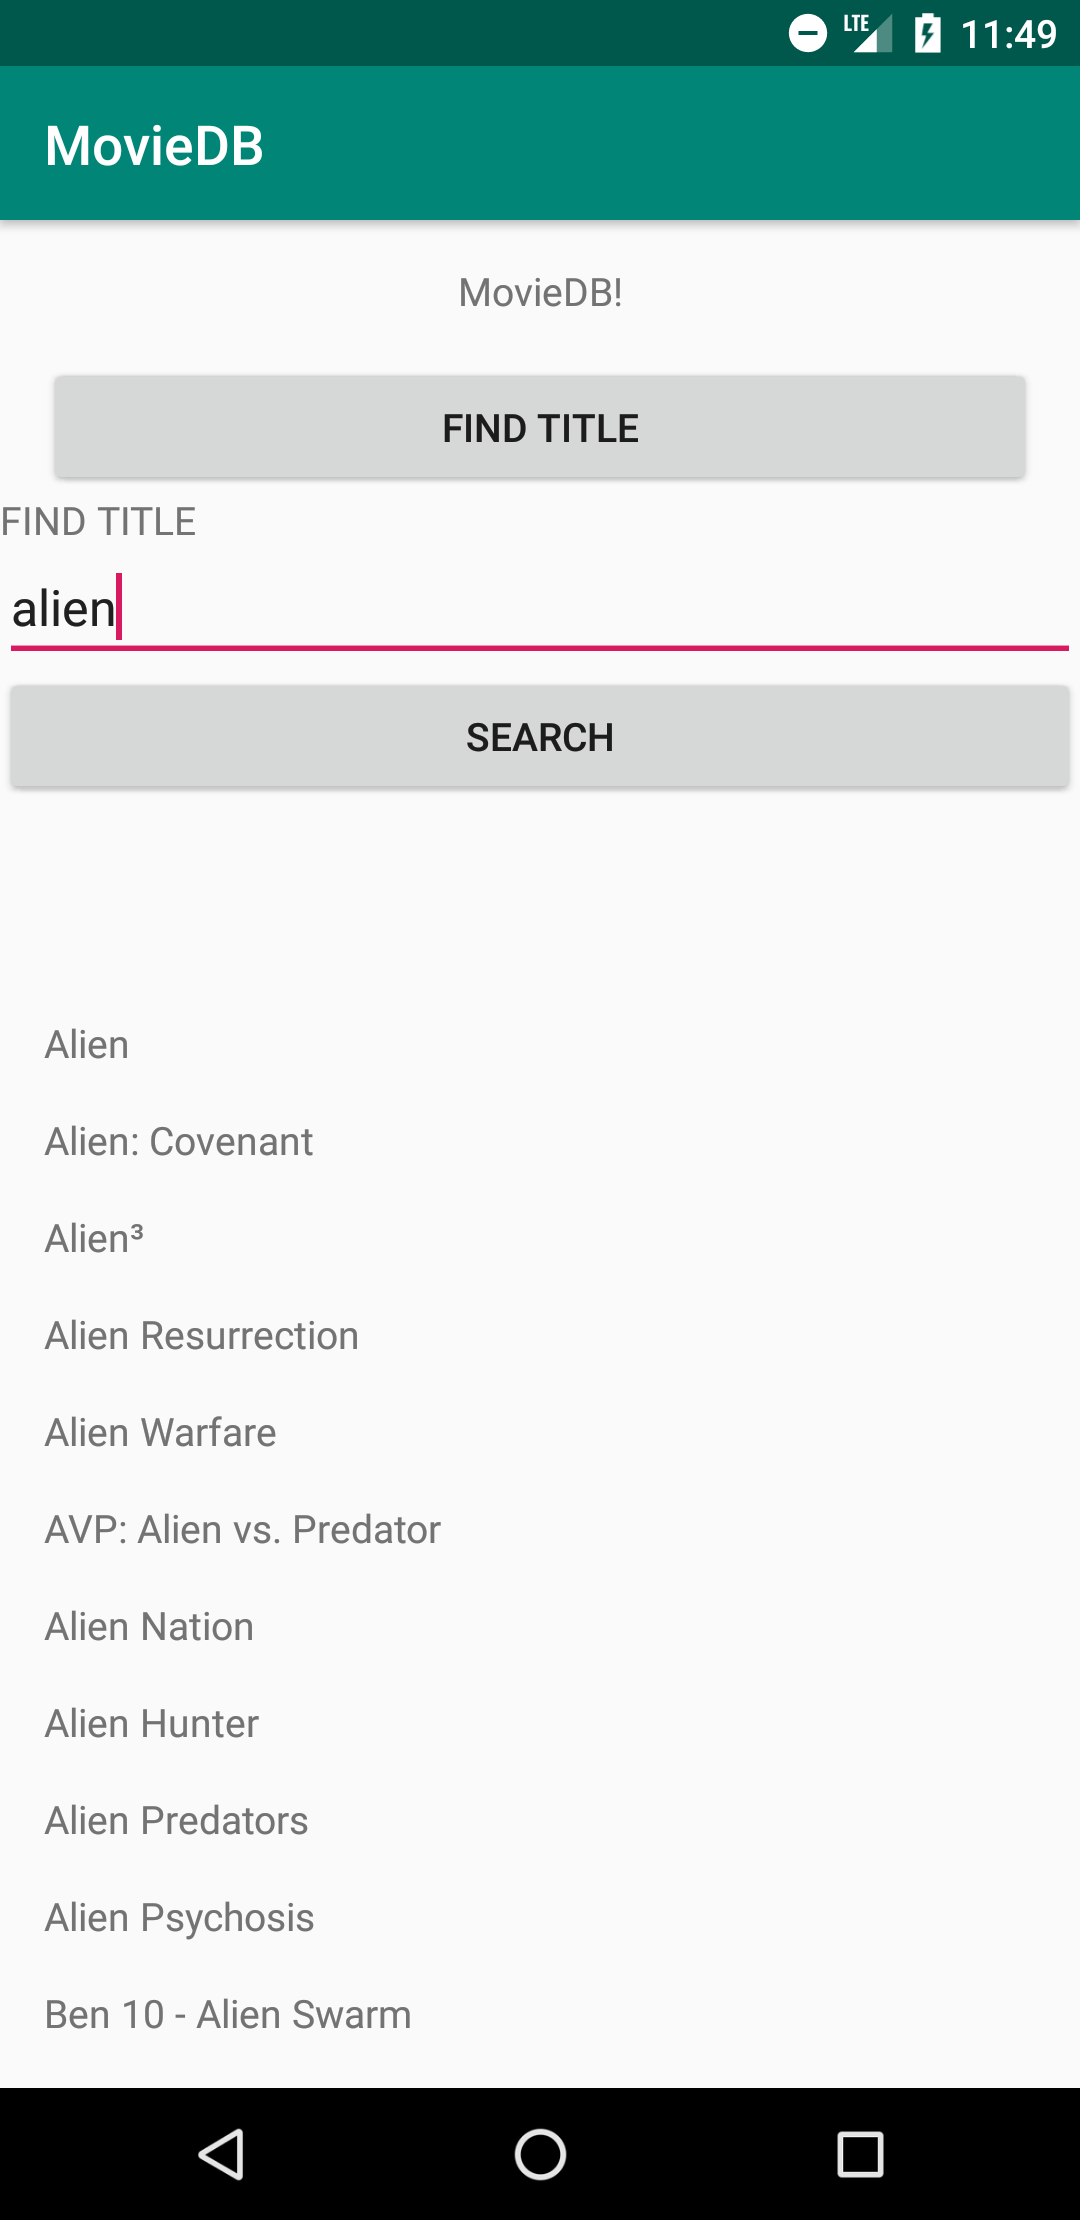 LTE 11:49
MovieDB
MovieDB!
FIND TITLE
FIND TITLE
alien
SEARCH
Alien
Alien: Covenant
Alien³
Alien Resurrection
Alien Warfare
AVP: Alien vs. Predator
Alien Nation
Alien Hunter
Alien Predators
Alien Psychosis
Ben 10 - Alien Swarm